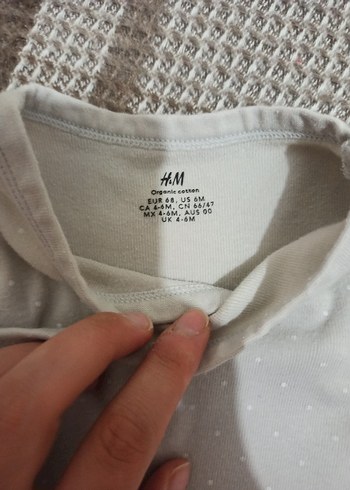 H&M
Organic cotton
EUR 68, US 6M
CA 4-6M, CN 66/47
MX 4-6M, AUS 00
UK 4-6M